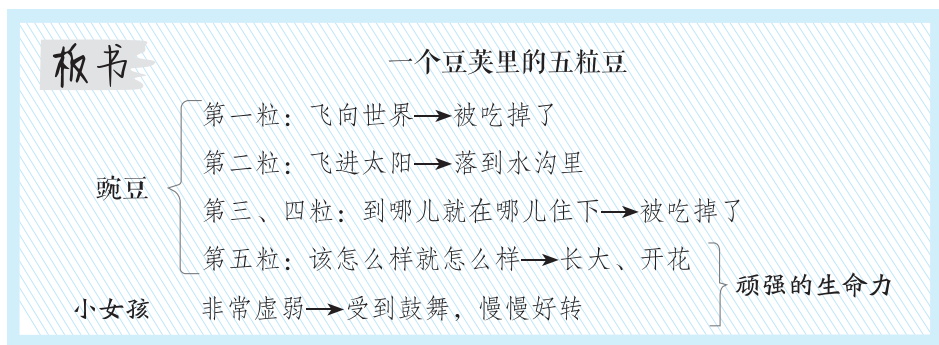 板书
一个豆荚里的五粒豆
第一粒：飞向世界→被吃掉了
第二粒：飞进太阳→落到水沟里
豌豆
第三、四粒：到哪儿就在哪儿住下→被吃掉了
第五粒：该怎么样就怎么样→长大、开花
顽强的生命力
小女孩 非常虚弱→受到鼓舞，慢慢好转